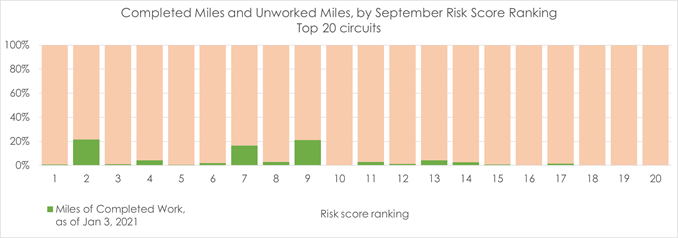 Completed Miles and Unworked Miles, by September Risk Score Ranking
Top 20 circuits
100%
80%
60%
40%
20%
0%
1 2 3 4 5 6 7 8 9 10 11 12 13 14 15 16 17 18 19 20
Miles of Completed Work,
as of Jan 3, 2021
Risk score ranking